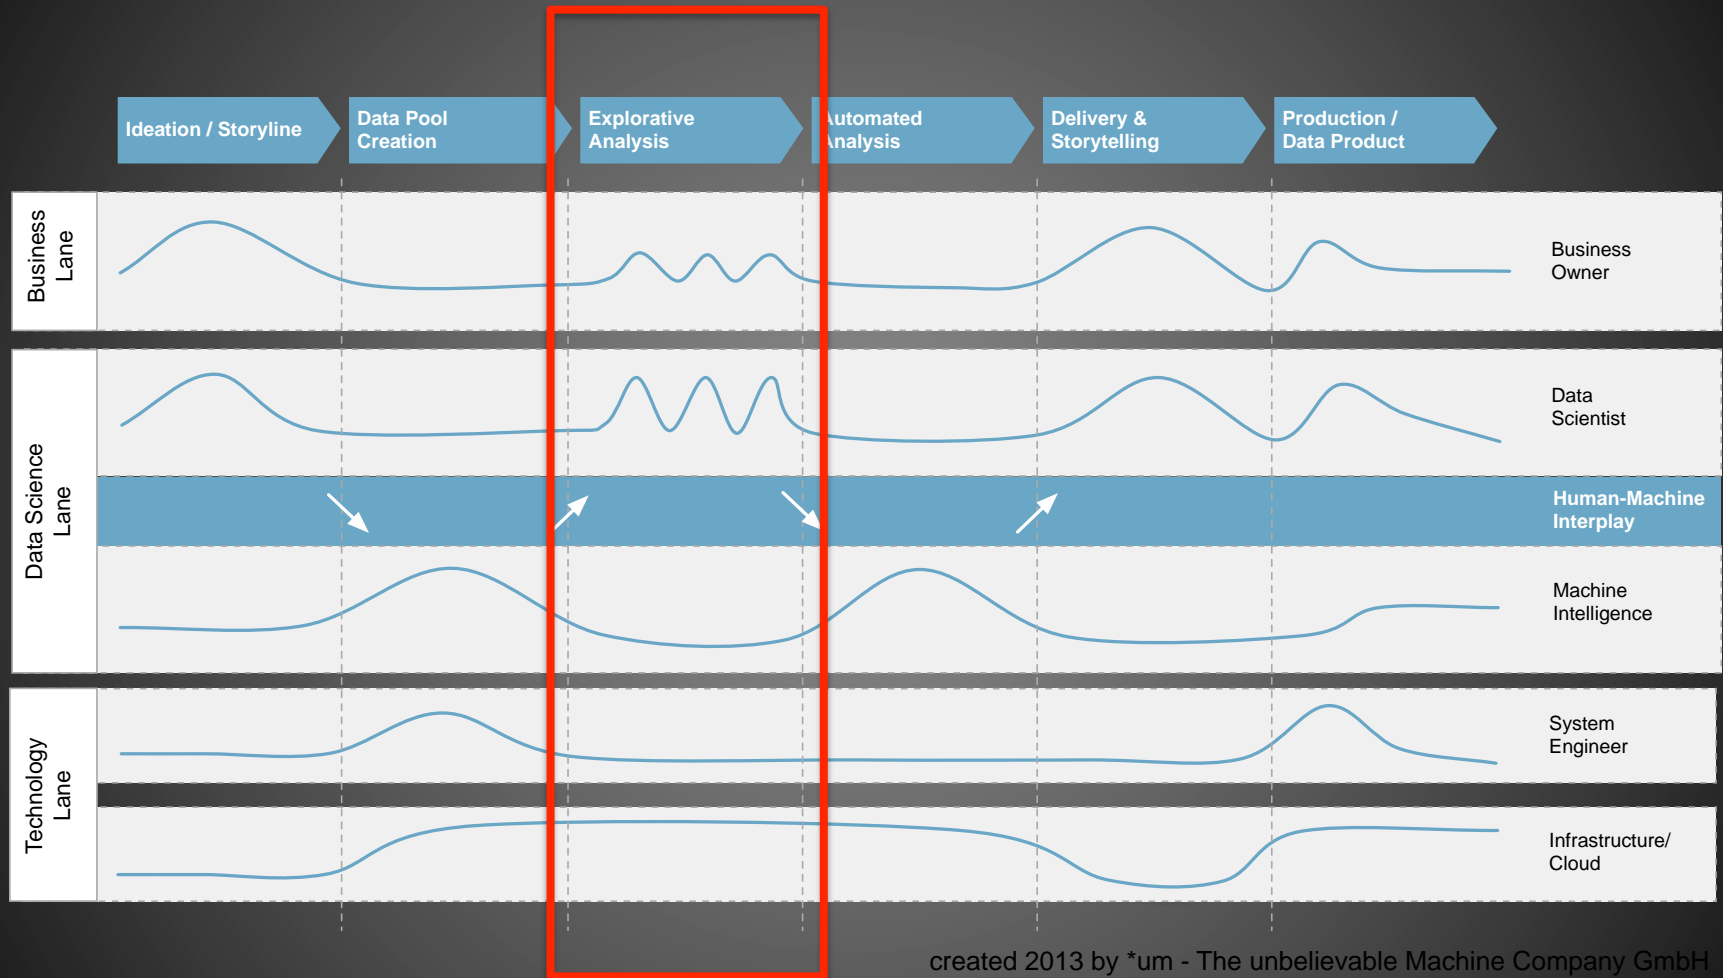 Ideation / Storyline
Data Pool
Creation
Explorative
Analysis
Automated
Analysis
Delivery &
Storytelling
Production /
Data Product
Business
Lane
Business
Owner
Data Science
Lane
Data
Scientist
Human-Machine
Interplay
Machine
Intelligence
Technology
Lane
System
Engineer
Infrastructure/
Cloud
created 2013 by *um - The unbelievable Machine Company GmbH